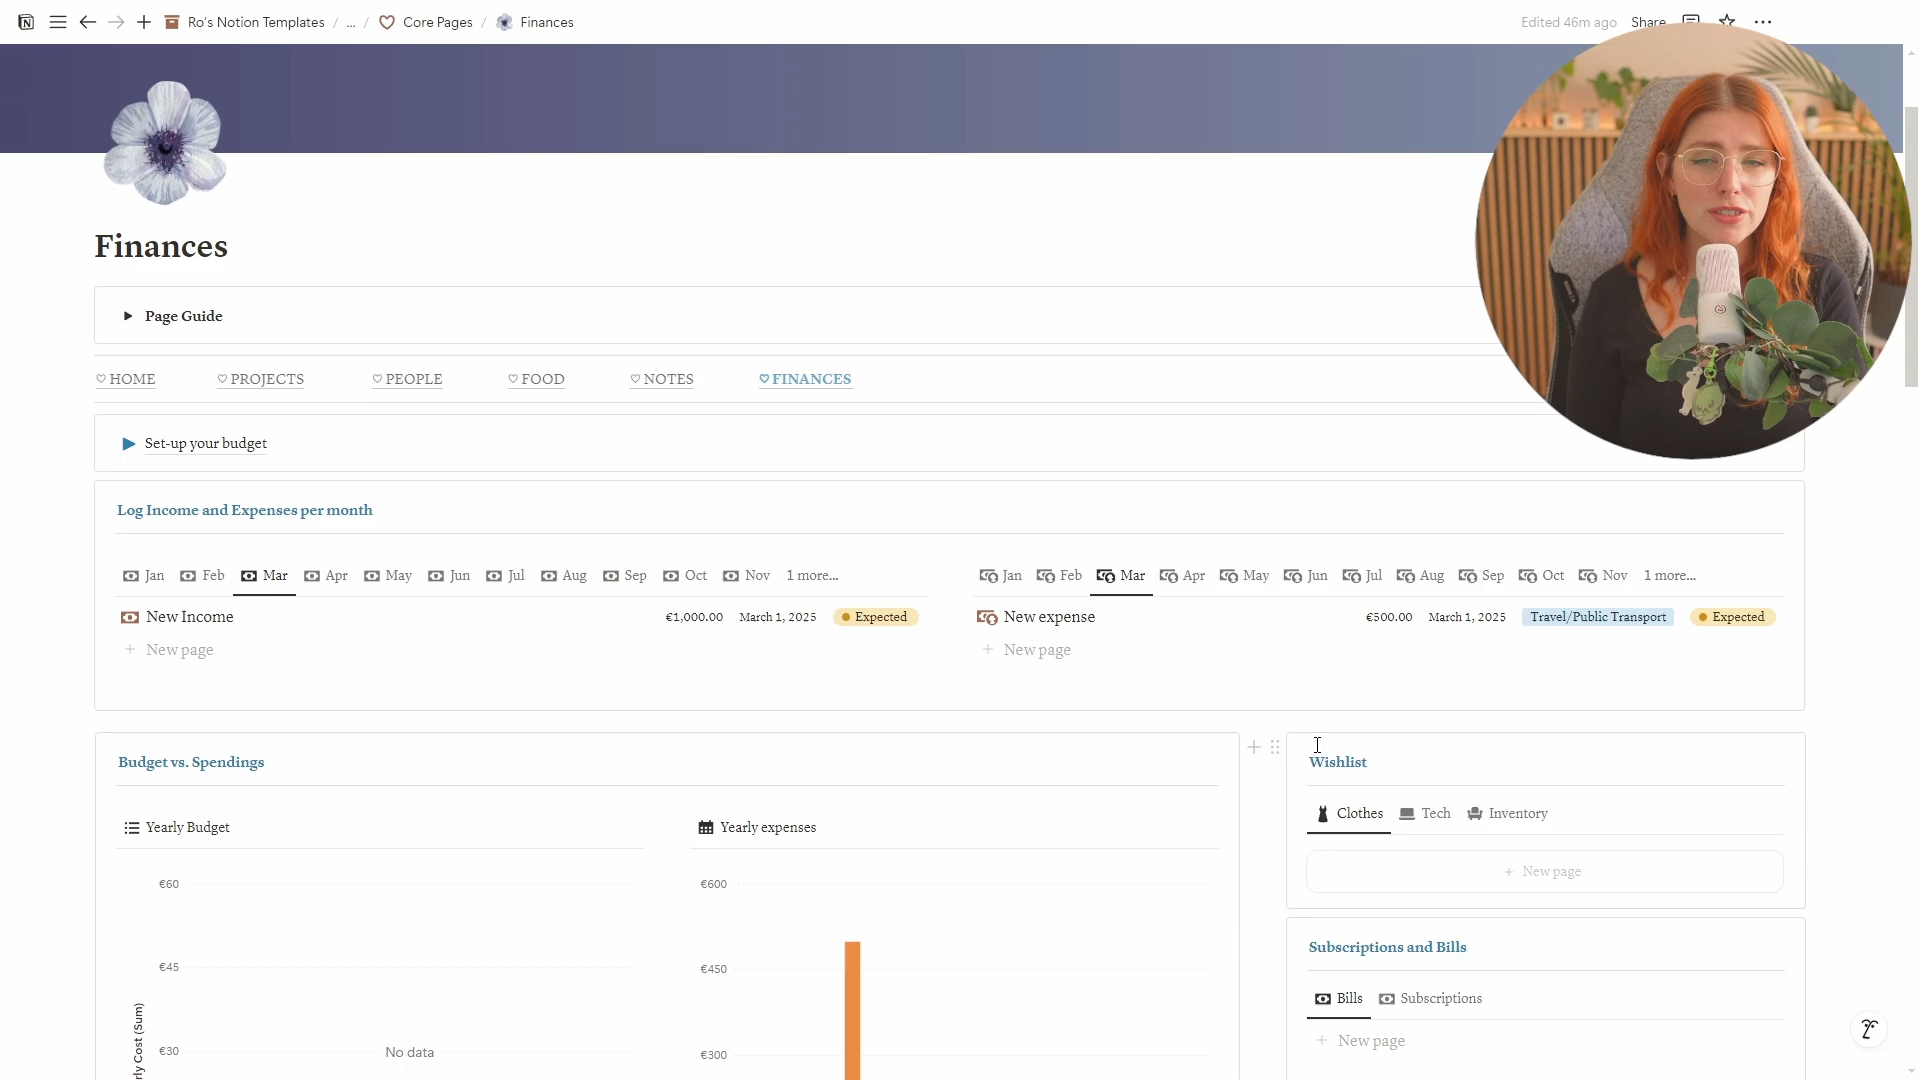 Ro's Notion Templates / ... / Core Pages / Finances
Edited 46m ago Share
Finances
Page Guide
HOME PROJECTS PEOPLE FOOD NOTES FINANCES
Set-up your budget
Log Income and Expenses per month
Jan Feb Mar Apr May Jun Jul Aug Sep Oct Nov 1 more...
New Income €1,000.00 March 1, 2025 Expected
+ New page
Jan Feb Mar Apr May Jun Jul Aug Sep Oct Nov 1 more...
New expense €500.00 March 1, 2025 Travel/Public Transport Expected
+ New page
Budget vs. Spendings
Yearly Budget
€60
€45
€30
No data
Cost (Sum)
Yearly expenses
€600
€450
€300
Wishlist
Clothes Tech Inventory
+ New page
Subscriptions and Bills
Bills Subscriptions
+ New page